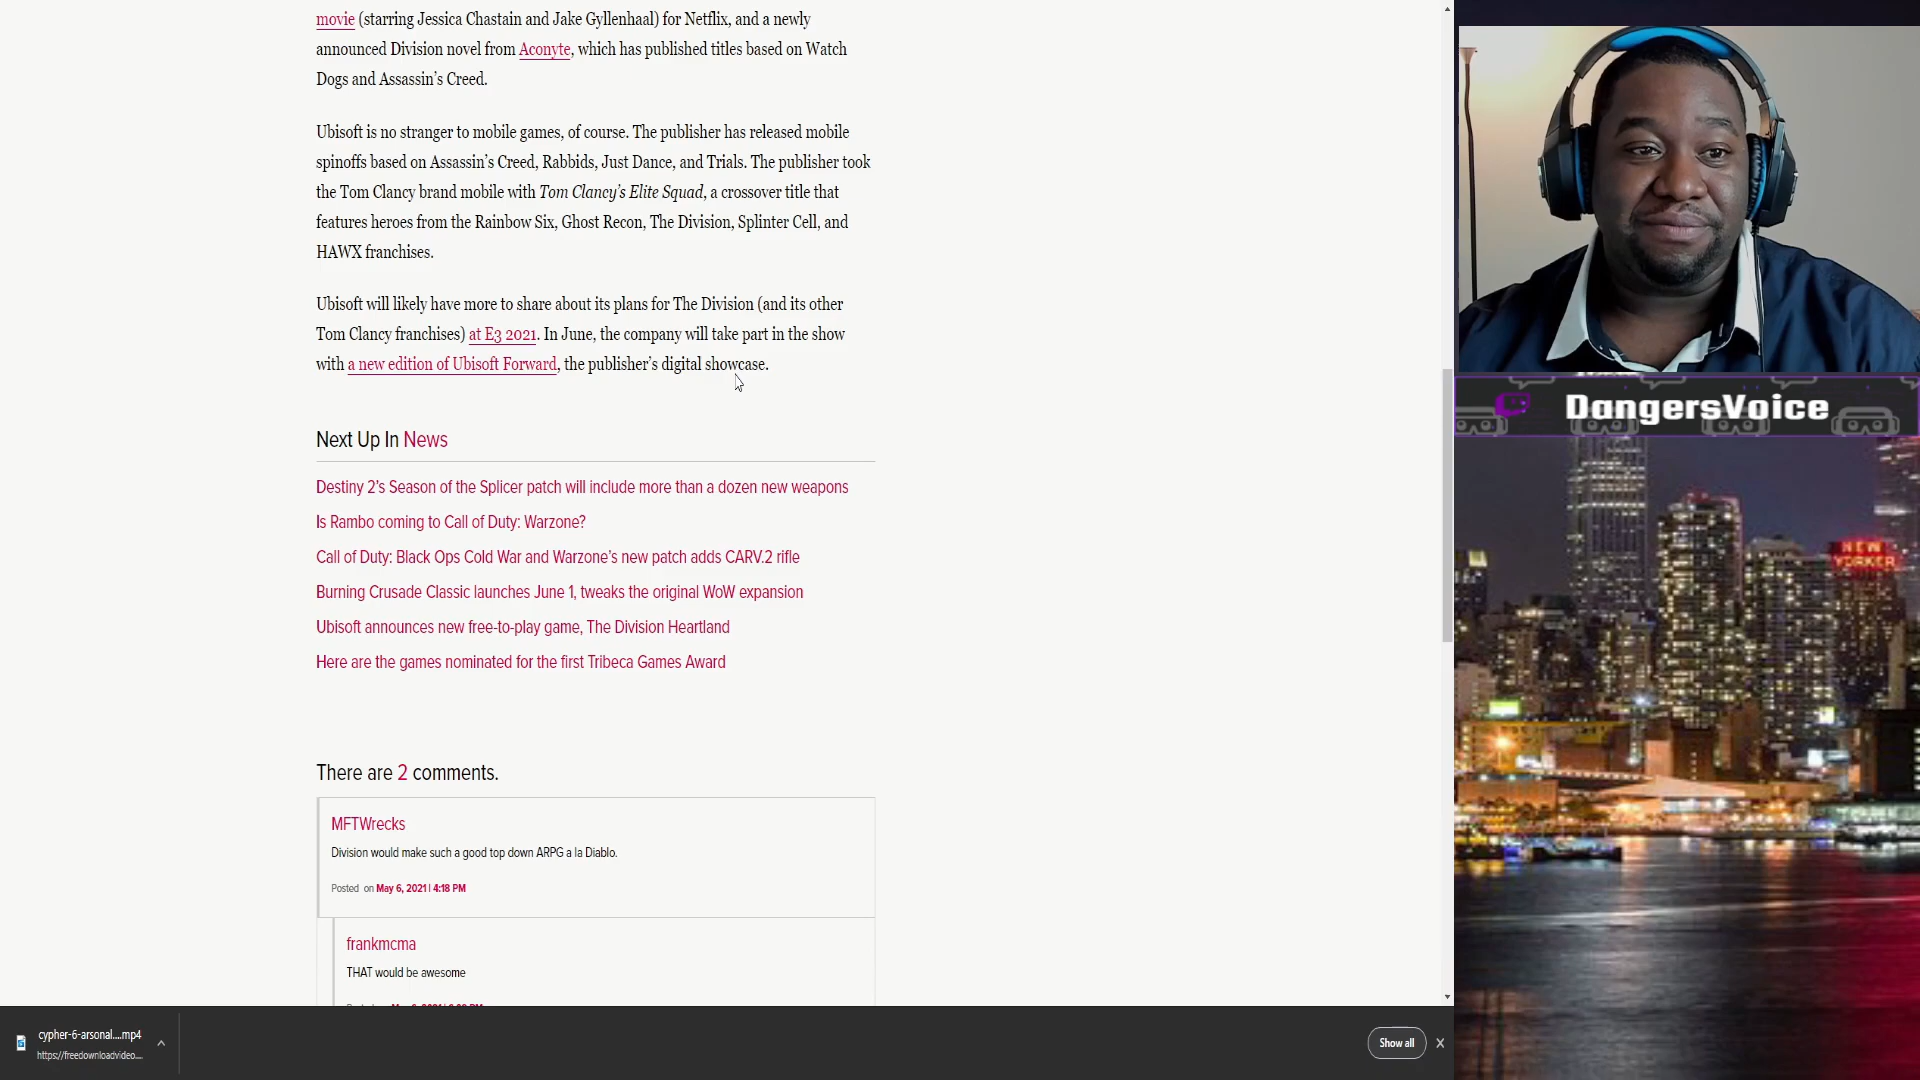 movie (starring Jessica Chastain and Jake Gyllenhaal) for Netflix, and a newly
announced Division novel from Aconyte, which has published titles based on Watch
Dogs and Assassin's Creed.
Ubisoft is no stranger to mobile games, of course. The publisher has released mobile
spinoffs based on Assassin's Creed, Rabbids, Just Dance, and Trials. The publisher took
the Tom Clancy brand mobile with Tom Clancy's Elite Squad, a crossover title that
features heroes from the Rainbow Six, Ghost Recon, The Division, Splinter Cell, and
HAWX franchises.
Ubisoft will likely have more to share about its plans for The Division (and its other
Tom Clancy franchises) at E3 2021. In June, the company will take part in the show
with a new edition of Ubisoft Forward, the publisher's digital showcase.
Next Up In News
Destiny 2's Season of the Splicer patch will include more than a dozen new weapons
Is Rambo coming to Call of Duty: Warzone?
Call of Duty: Black Ops Cold War and Warzone's new patch adds CARV.2 rifle
Burning Crusade Classic launches June 1, tweaks the original WoW expansion
Ubisoft announces new free-to-play game, The Division Heartland
Here are the games nominated for the first Tribeca Games Award
There are 2 comments.
MFTWrecks
Division would make such a good top down ARPG a la Diablo.
Posted on May 6, 2021 | 4:18 PM
frankmcma
THAT would be awesome
cypher-6-arsonal....mp4
https://freedownloadvideo....
Show all
DangersVoice
NEW
YORKER